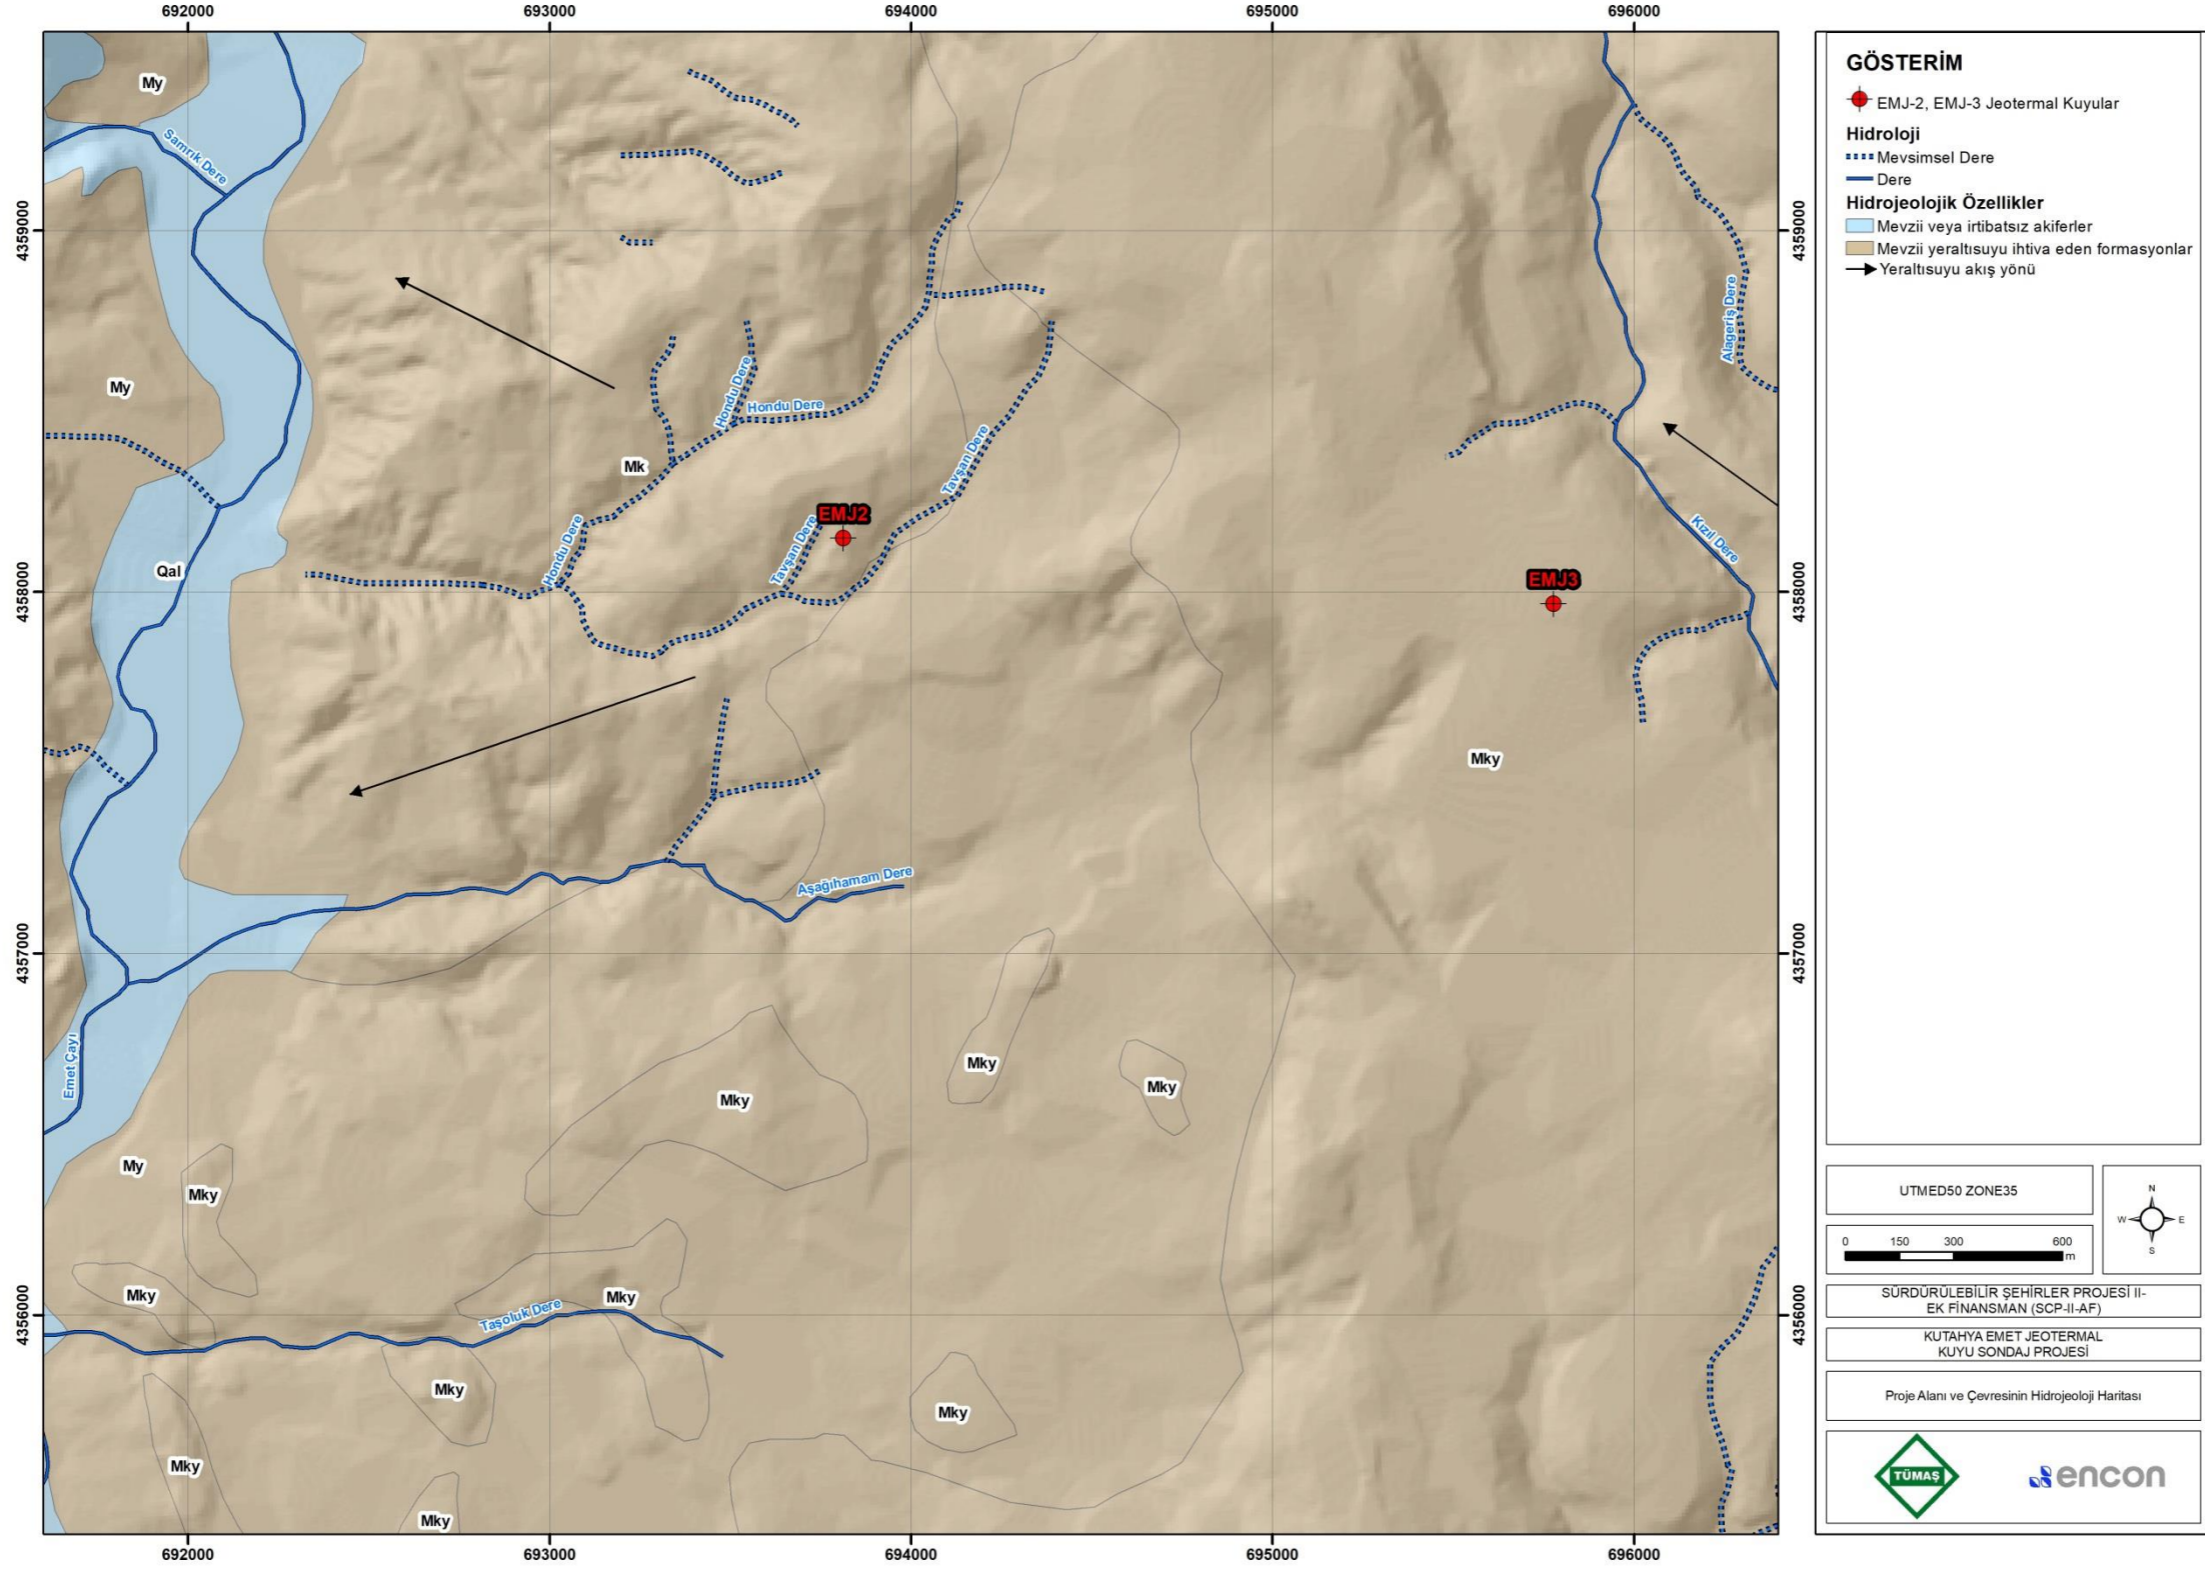 692000
693000
694000
695000
696000
4359000
4358000
4357000
4356000
My
Samrık Dere
My
Qal
Hondu Dere
Hondu Dere
Hondu Dere
Mk
Tavşan Dere
Tavşan Dere
EMJ2
EMJ3
Alageriş Dere
Kızıl Dere
Mky
Aşağıhamam Dere
Emet Çayı
Mky
Mky
Mky
My
Mky
Mky
Mky
Taşoluk Dere
Mky
Mky
Mky
Mky
4359000
4358000
4357000
4356000
692000
693000
694000
695000
696000
GÖSTERİM
EMJ-2, EMJ-3 Jeotermal Kuyular
Hidroloji
Mevsimsel Dere
Dere
Hidrojeolojik Özellikler
Mevzii veya irtibatsız akiferler
Mevzii yeraltısuyu ihtiva eden formasyonlar
Yeraltısuyu akış yönü
UTMED50 ZONE35
N
W E
S
0 150 300 600
m
SÜRDÜRÜLEBİLİR ŞEHİRLER PROJESİ II-
EK FİNANSMAN (SCP-II-AF)
KUTAHYA EMET JEOTERMAL
KUYU SONDAJ PROJESİ
Proje Alanı ve Çevresinin Hidrojeoloji Haritası
TÜMAŞ
encon